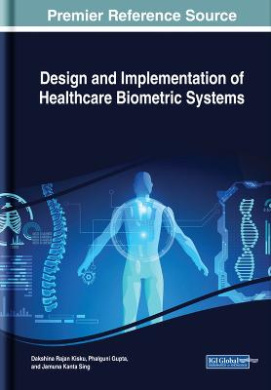 Premier Reference Source
Design and Implementation of
Healthcare Biometric Systems
Dakshina Ranjan Kisku, Phalguni Gupta,
and Jamuna Kanta Sing
IGI Global